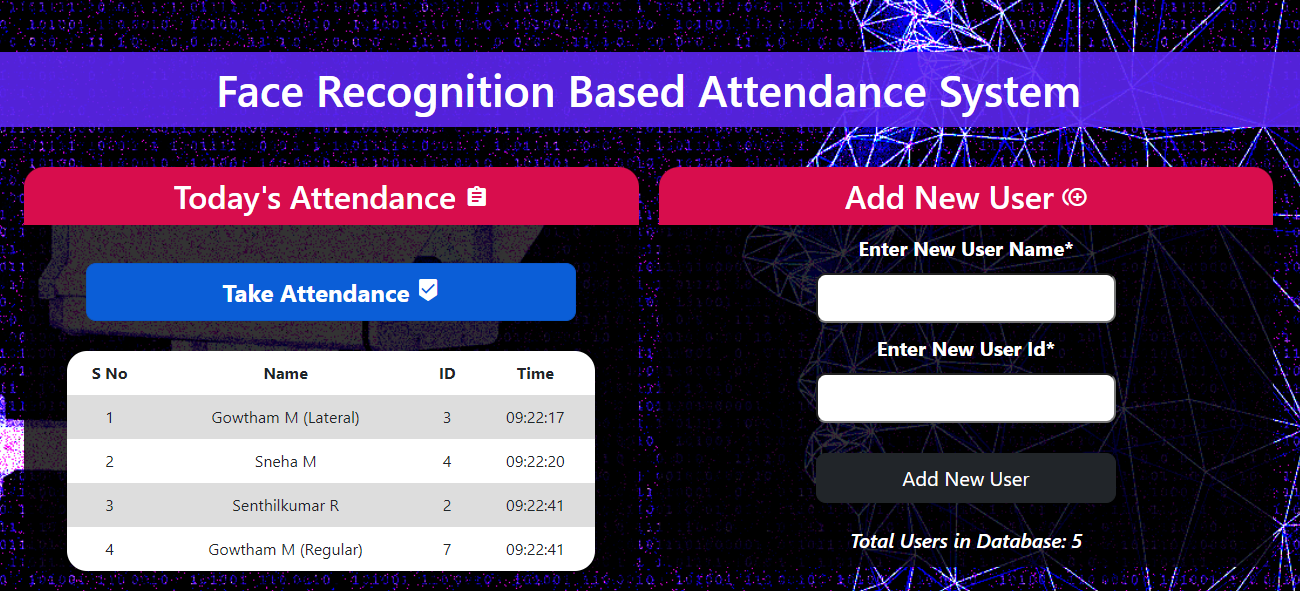 Face Recognition Based Attendance System
Today's Attendance
Take Attendance
S No Name ID Time
1 Gowtham M (Lateral) 3 09:22:17
2 Sneha M 4 09:22:20
3 Senthilkumar R 2 09:22:41
4 Gowtham M (Regular) 7 09:22:41
Add New User
Enter New User Name*
Enter New User Id*
Add New User
Total Users in Database: 5